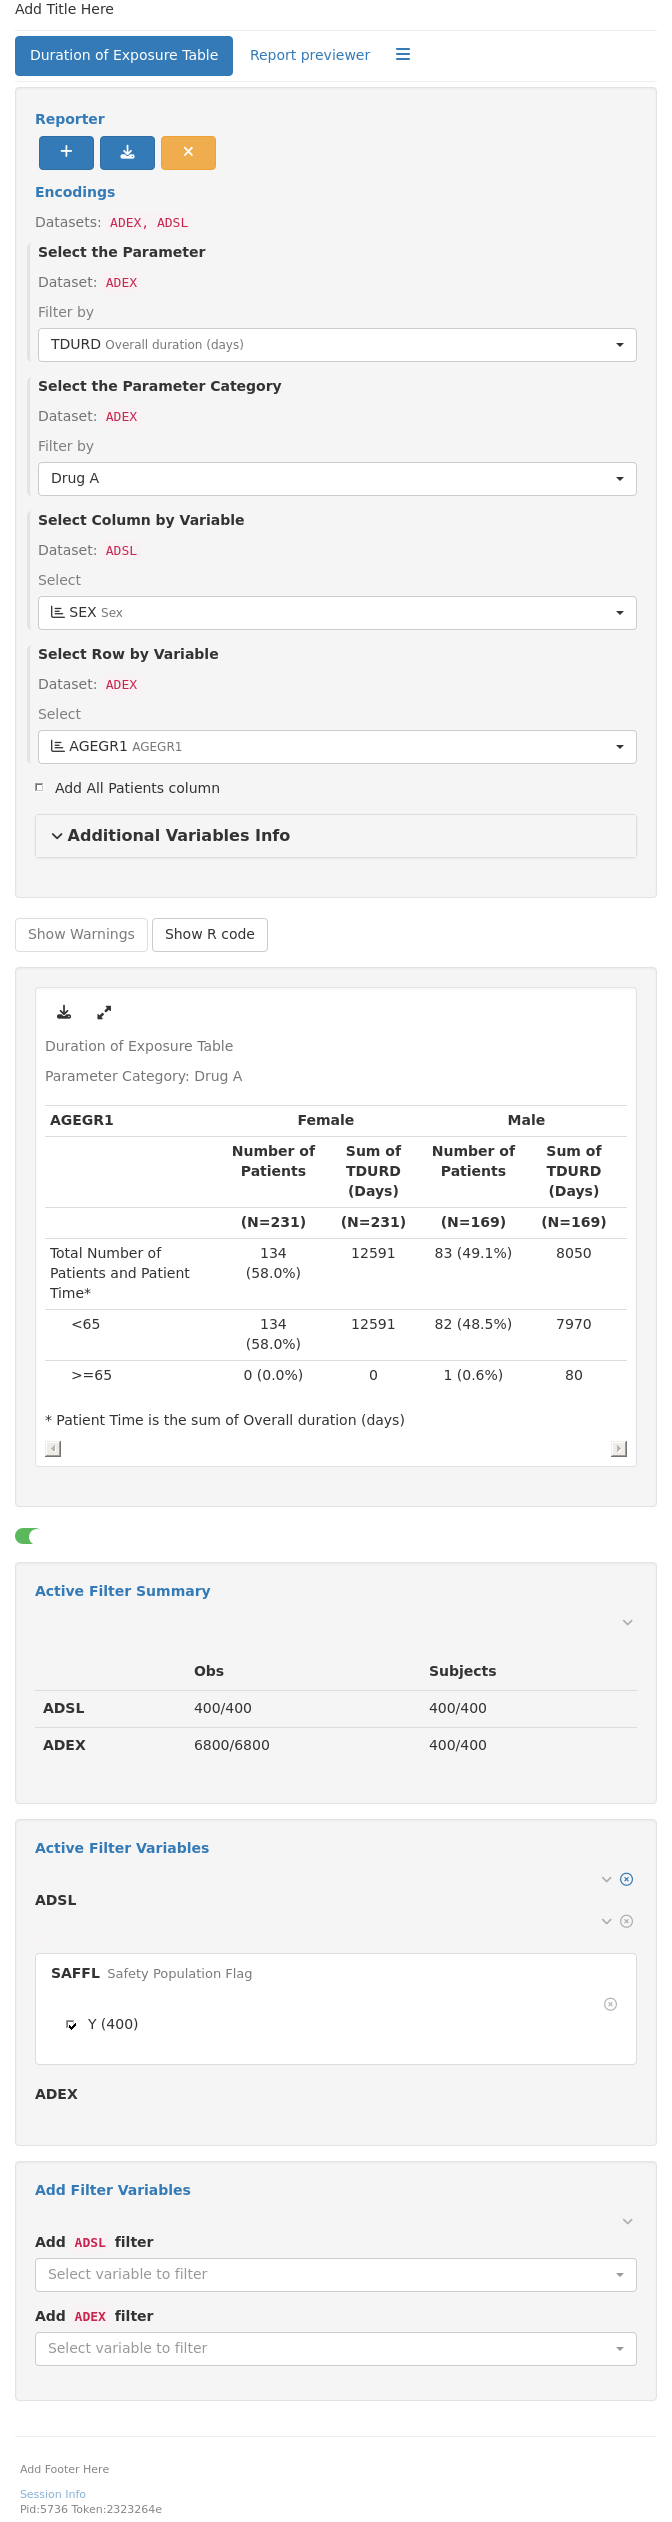 Add Title Here
Duration of Exposure Table Report previewer
Reporter
Encodings
Datasets: ADEX, ADSL
Select the Parameter
Dataset: ADEX
Filter by
TDURD Overall duration (days)
Select the Parameter Category
Dataset: ADEX
Filter by
Drug A
Select Column by Variable
Dataset: ADSL
Select
SEX Sex
Select Row by Variable
Dataset: ADEX
Select
AGEGR1 AGEGR1
Add All Patients column
Additional Variables Info
Show Warnings Show R code
Duration of Exposure Table
Parameter Category: Drug A
AGEGR1 Female Male
Number of Sum of Number of Sum of
Patients TDURD Patients TDURD
(Days) (Days)
(N=231) (N=231) (N=169) (N=169)
Total Number of 134 12591 83 (49.1%) 8050
Patients and Patient (58.0%)
Time*
<65 134 12591 82 (48.5%) 7970
(58.0%)
>=65 0 (0.0%) 0 1 (0.6%) 80
* Patient Time is the sum of Overall duration (days)
Active Filter Summary
Obs Subjects
ADSL 400/400 400/400
ADEX 6800/6800 400/400
Active Filter Variables
ADSL
SAFFL Safety Population Flag
Y (400)
ADEX
Add Filter Variables
Add ADSL filter
Select variable to filter
Add ADEX filter
Select variable to filter
Add Footer Here
Session Info
Pid:5736 Token:2323264e